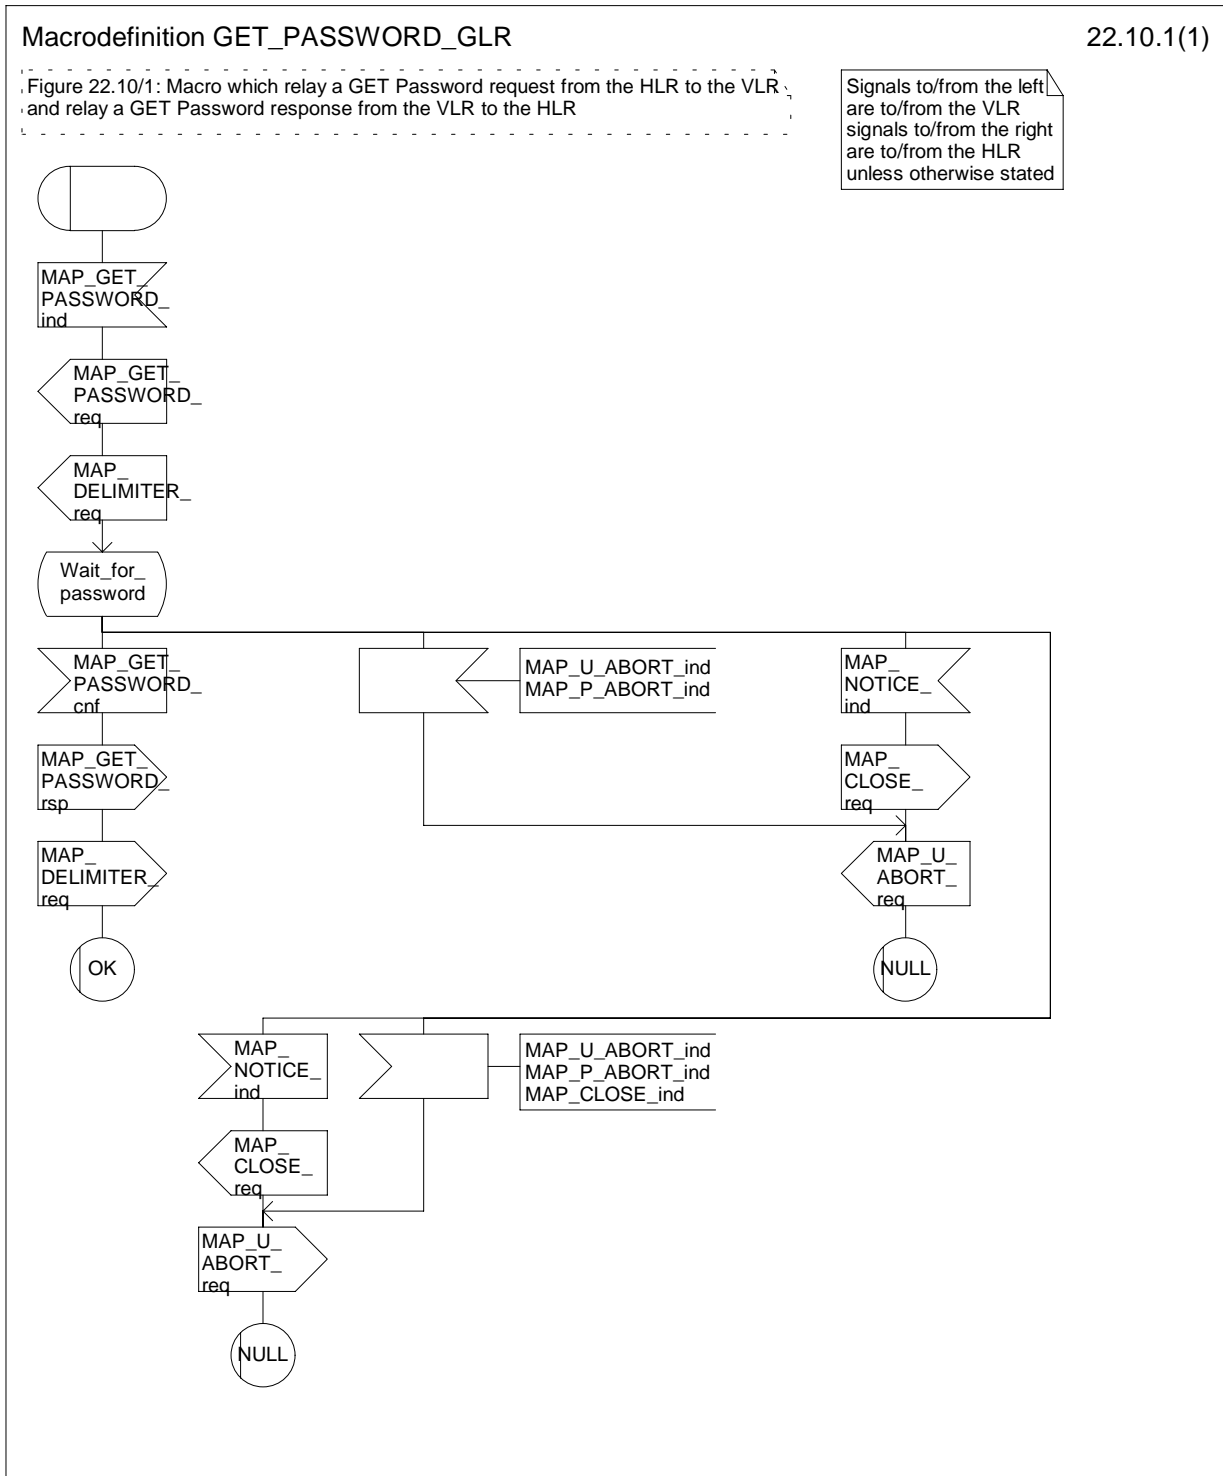 Macrodefinition GET_PASSWORD_GLR
22.10.1(1)
Figure 22.10/1: Macro which relay a GET Password request from the HLR to the VLR
and relay a GET Password response from the VLR to the HLR
Signals to/from the left
are to/from the VLR
signals to/from the right
are to/from the HLR
unless otherwise stated
MAP_GET_
PASSWORD_
ind
MAP_GET_
PASSWORD_
req
MAP_
DELIMITER_
req
Wait_for_
password
MAP_GET_
PASSWORD_
cnf
MAP_U_ABORT_ind
MAP_P_ABORT_ind
MAP_
NOTICE_
ind
MAP_GET_
PASSWORD_
rsp
MAP_
CLOSE_
req
MAP_
DELIMITER_
req
MAP_U_
ABORT_
req
OK
NULL
MAP_
NOTICE_
ind
MAP_U_ABORT_ind
MAP_P_ABORT_ind
MAP_CLOSE_ind
MAP_
CLOSE_
req
MAP_U_
ABORT_
req
NULL